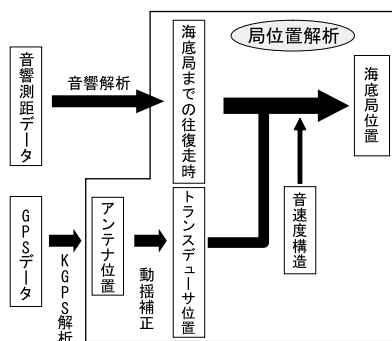 局位置解析
音響測距データ
音響解析
海底局までの往復走時
海底局位置
GPSデータ
KGPS解析
アンテナ位置
動揺補正
トランスデューサ位置
音速度構造